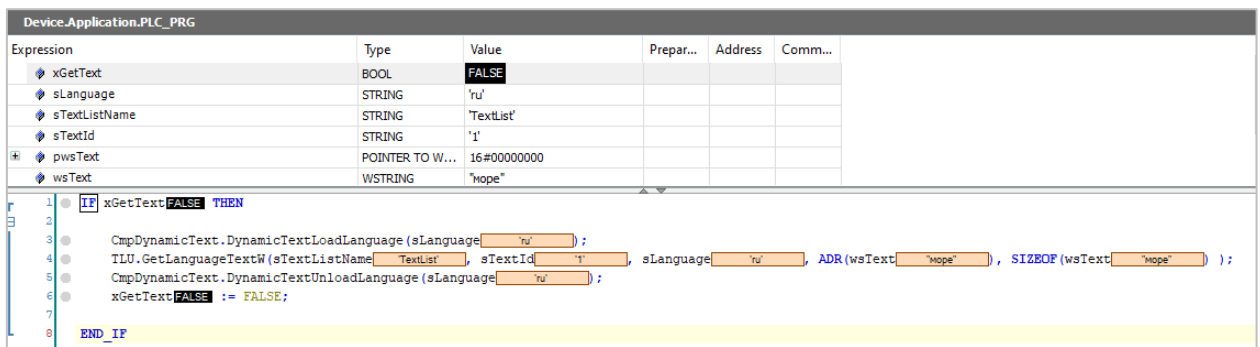 Device.Application.PLC_PRG
Expression Type Value Prepar... Address Comm...
xGetText BOOL FALSE
sLanguage STRING 'ru'
sTextListName STRING 'TextList'
sTextId STRING '1'
pwsText POINTER TO W... 16#00000000
wsText WSTRING "море"
1 IF xGetText FALSE THEN
2
3 CmpDynamicText.DynamicTextLoadLanguage(sLanguage 'ru' );
4 TLU.GetLanguageTextW(sTextListName 'TextList' , sTextId '1' , sLanguage 'ru' , ADR(wsText "море" ), SIZEOF(wsText "море" ) );
5 CmpDynamicText.DynamicTextUnloadLanguage(sLanguage 'ru' );
6 xGetText FALSE := FALSE;
7
8 END_IF